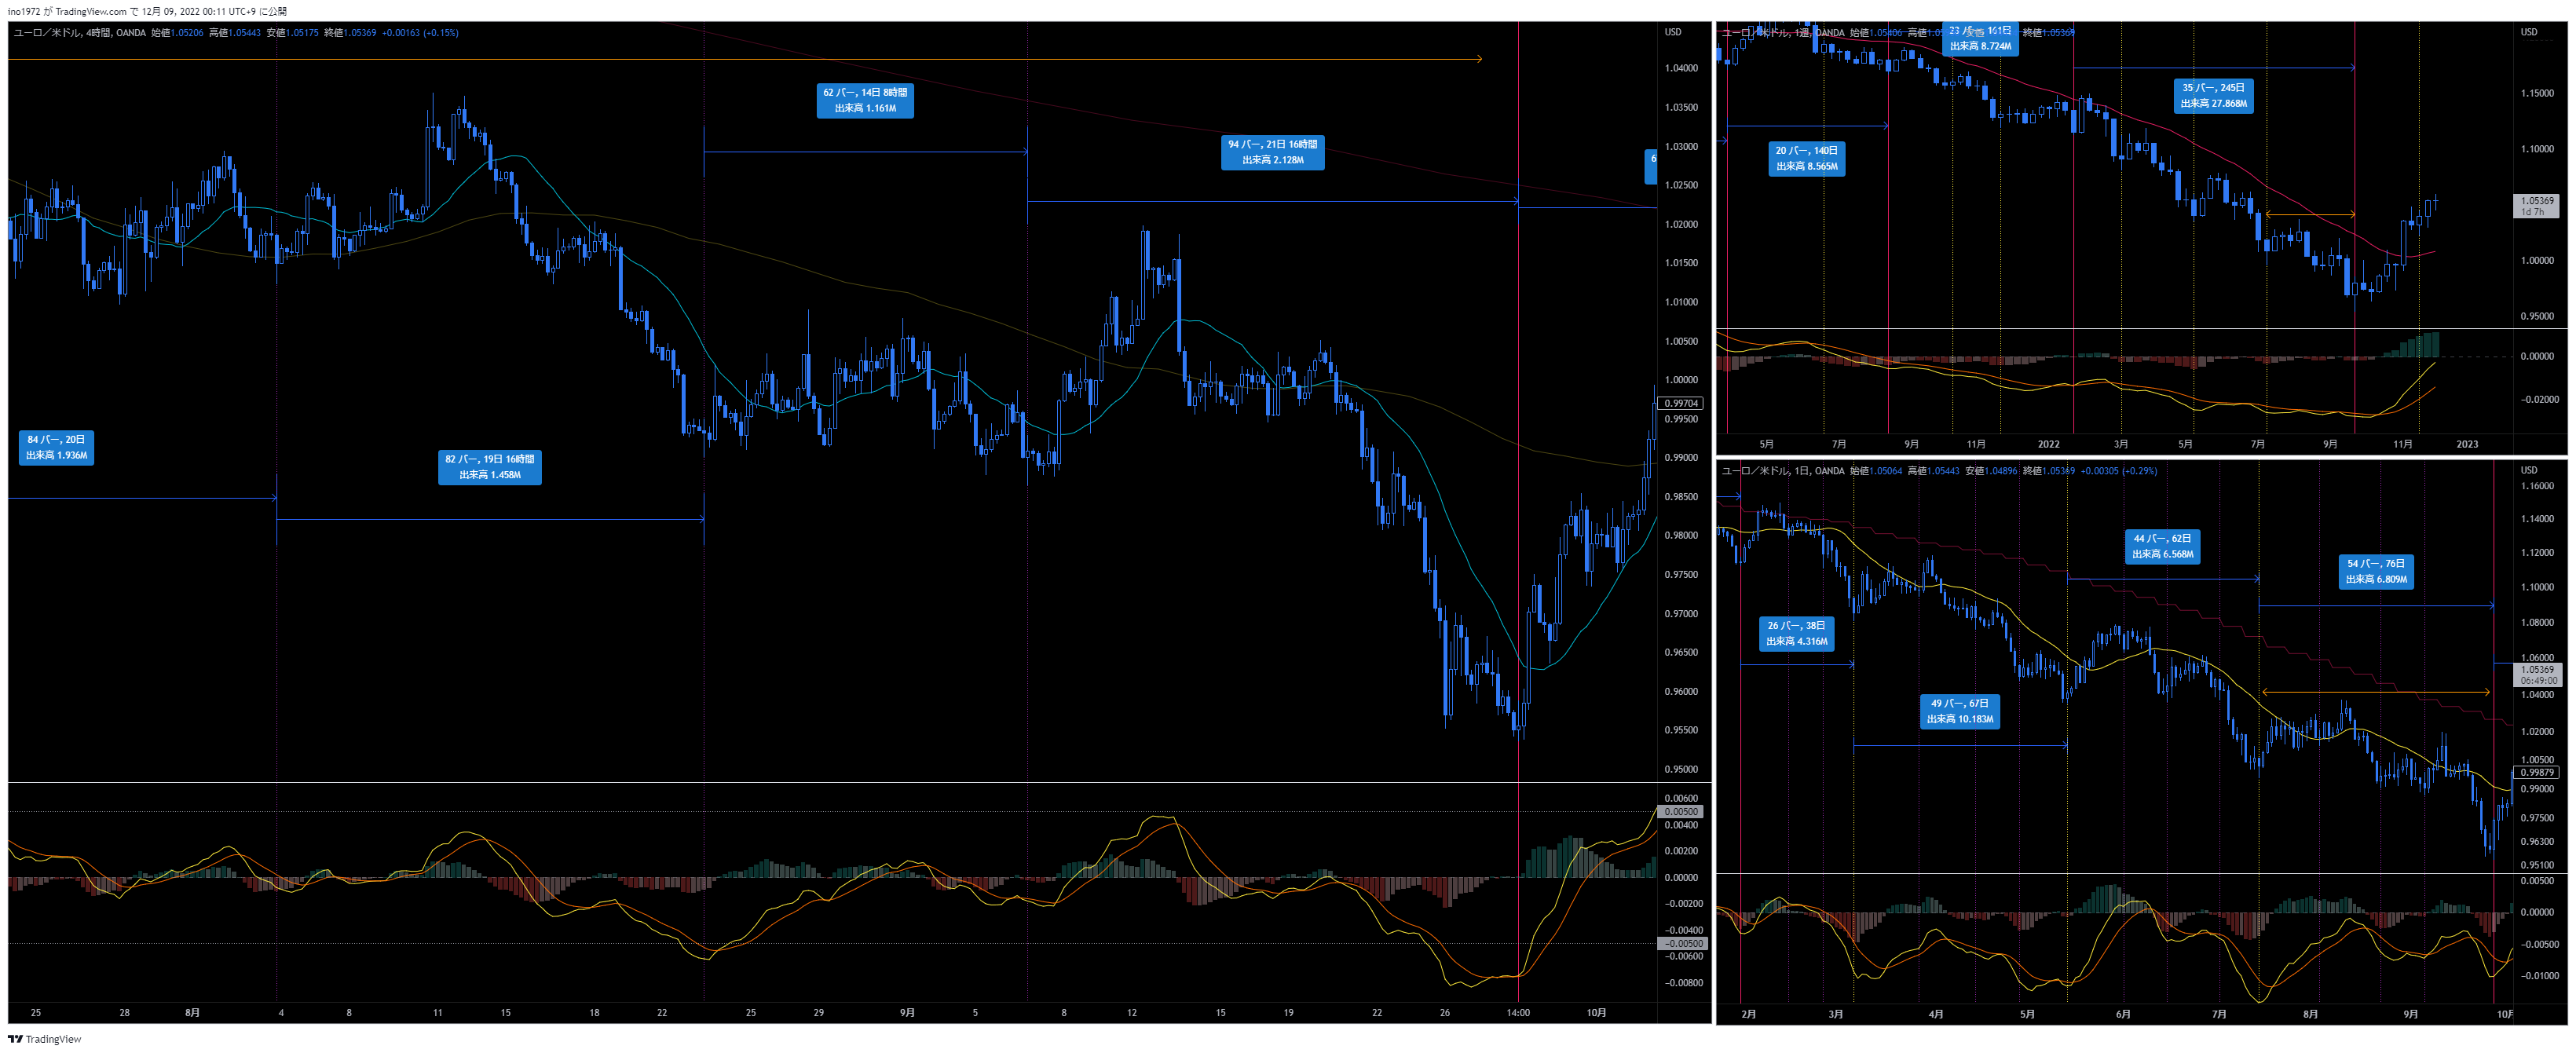 ino1972 が TradingView.com で 12月 09, 2022 00:11 UTC+9 に公開
ユーロ／米ドル, 4時間, OANDA 始値1.05206 高値1.05443 安値1.05175 終値1.05369 +0.00163 (+0.15%)
USD
1.04000
1.03500
1.03000
1.02500
1.02000
1.01500
1.01000
1.00500
1.00000
0.99704
0.99500
0.99000
0.98500
0.98000
0.97500
0.97000
0.96500
0.96000
0.95500
0.95000
62 バー, 14日 8時間
出来高 1.161M
94 バー, 21日 16時間
出来高 2.128M
6
84 バー, 20日
出来高 1.936M
82 バー, 19日 16時間
出来高 1.458M
0.00600
0.00500
0.00400
0.00200
0.00000
−0.00200
−0.00400
−0.00500
−0.00600
−0.00800
25 28 8月 4 8 11 15 18 22 25 29 9月 5 8 12 15 19 22 26 14:00 10月
ユーロ／米ドル, 1週, OANDA 始値1.05406 終値1.05369
23 バー, 161日
出来高 8.724M
35 バー, 245日
出来高 27.868M
20 バー, 140日
出来高 8.565M
USD
1.15000
1.10000
1.05369
1d 7h
1.00000
0.95000
0.00000
−0.02000
5月 7月 9月 11月 2022 3月 5月 7月 9月 11月 2023
ユーロ／米ドル, 1日, OANDA 始値1.05064 高値1.05443 安値1.04896 終値1.05369 +0.00305 (+0.29%)
44 バー, 62日
出来高 6.568M
54 バー, 76日
出来高 6.809M
26 バー, 38日
出来高 4.316M
49 バー, 67日
出来高 10.183M
USD
1.16000
1.14000
1.12000
1.10000
1.08000
1.06000
1.05369
06:49:00
1.04000
1.02000
1.00500
0.99879
0.99000
0.97500
0.96300
0.95100
0.00500
0.00000
−0.00500
−0.01000
2月 3月 4月 5月 6月 7月 8月 9月 10月
TradingView